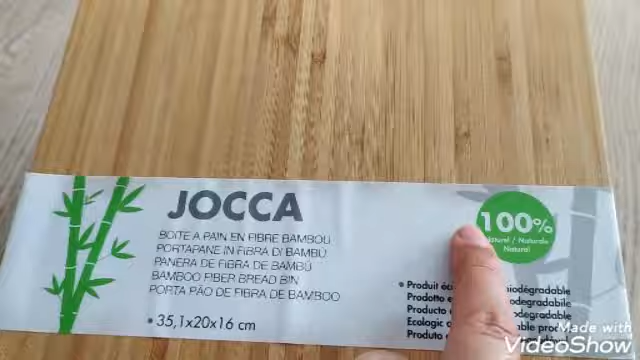 JOCCA
BOITE A PAIN EN FIBRE BAMBOU
PORTAPANE IN FIBRA DI BAMBÚ
PANERA DE FIBRA DE BAMBÚ
BAMBOO FIBER BREAD BIN
PORTA PÃO DE FIBRA DE BAMBOO
• 35,1x20x16 cm
100%
Natural / Naturale
Natural
• Produit
Prodotto
Producto
Ecologic
Produto
Made with
VideoShow